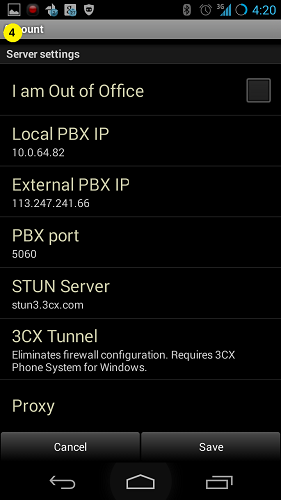 3G 4:20
4 ount
Server settings
I am Out of Office
Local PBX IP
10.0.64.82
External PBX IP
113.247.241.66
PBX port
5060
STUN Server
stun3.3cx.com
3CX Tunnel
Eliminates firewall configuration. Requires 3CX
Phone System for Windows.
Proxy
Cancel Save